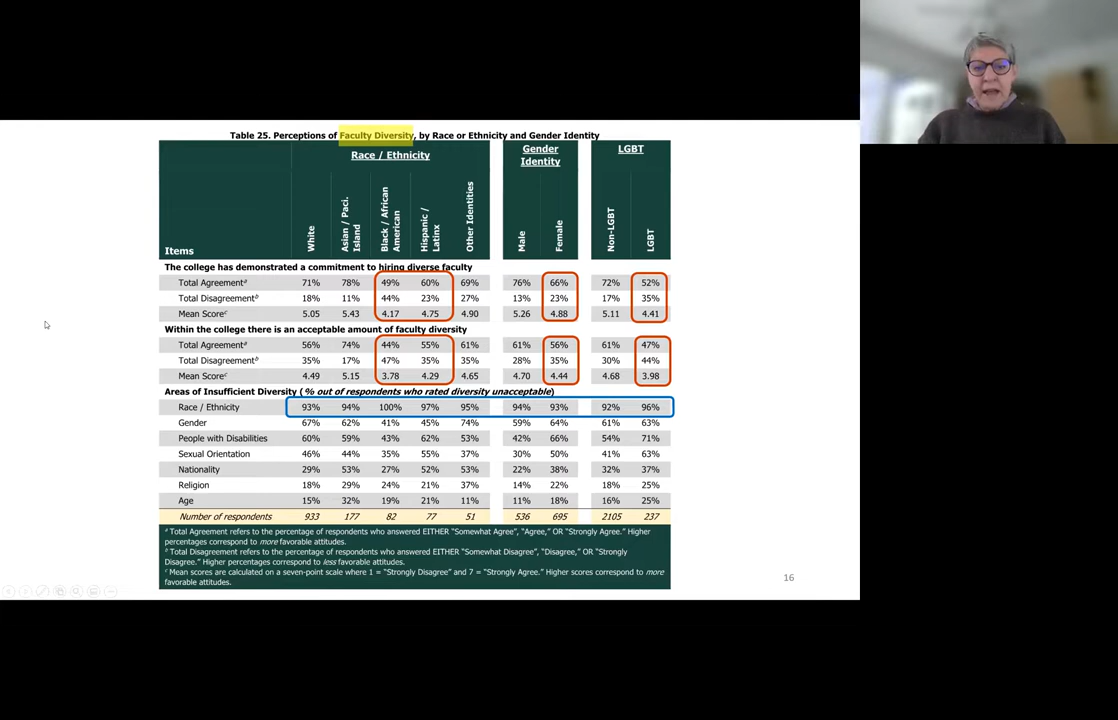 Table 25. Perceptions of Faculty Diversity, by Race or Ethnicity and Gender Identity
Race / Ethnicity Gender Identity LGBT
Items White Asian / Paci. Island Black / African American Hispanic / Latinx Other Identities Male Female Non-LGBT LGBT
The college has demonstrated a commitment to hiring diverse faculty
Total Agreementᵃ 71% 78% 49% 60% 69% 76% 66% 72% 52%
Total Disagreementᵇ 18% 11% 44% 23% 27% 13% 23% 17% 35%
Mean Scoreᶜ 5.05 5.43 4.17 4.75 4.90 5.26 4.88 5.11 4.41
Within the college there is an acceptable amount of faculty diversity
Total Agreementᵃ 56% 74% 44% 55% 61% 61% 56% 61% 47%
Total Disagreementᵇ 35% 17% 47% 35% 35% 28% 35% 30% 44%
Mean Scoreᶜ 4.49 5.15 3.78 4.29 4.65 4.70 4.44 4.68 3.98
Areas of Insufficient Diversity (% out of respondents who rated diversity unacceptable)
Race / Ethnicity 93% 94% 100% 97% 95% 94% 93% 92% 96%
Gender 67% 62% 41% 45% 74% 59% 64% 61% 63%
People with Disabilities 60% 59% 43% 62% 53% 42% 66% 54% 71%
Sexual Orientation 46% 44% 35% 55% 37% 30% 50% 41% 63%
Nationality 29% 53% 27% 52% 53% 22% 38% 32% 37%
Religion 18% 29% 24% 21% 37% 14% 22% 18% 25%
Age 15% 32% 19% 21% 11% 11% 18% 16% 25%
Number of respondents 933 177 82 77 51 536 695 2105 237
ᵃ Total Agreement refers to the percentage of respondents who answered EITHER “Somewhat Agree”, “Agree,” OR “Strongly Agree.” Higher
percentages correspond to more favorable attitudes.
ᵇ Total Disagreement refers to the percentage of respondents who answered EITHER “Somewhat Disagree”, “Disagree,” OR “Strongly
Disagree.” Higher percentages correspond to less favorable attitudes.
ᶜ Mean scores are calculated on a seven-point scale where 1 = “Strongly Disagree” and 7 = “Strongly Agree.” Higher scores correspond to more
favorable attitudes.
16